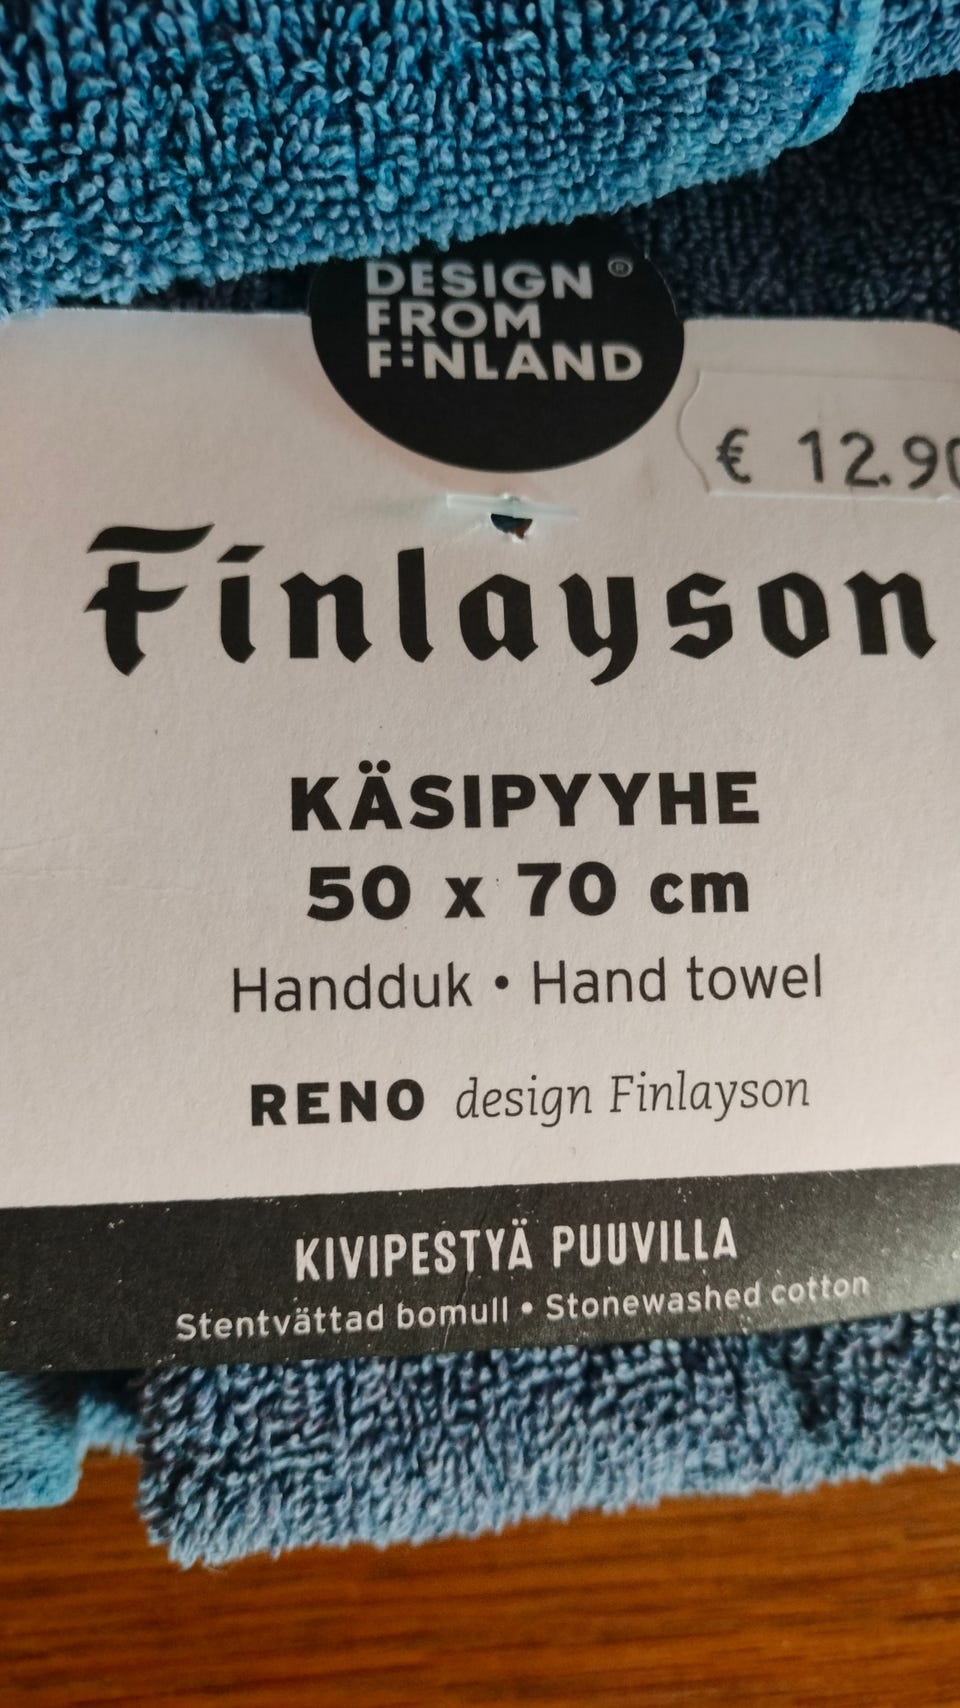 DESIGN ®
FROM
FINLAND
€ 12.90
Finlayson
KÄSIPYYHE
50 x 70 cm
Handduk • Hand towel
RENO design Finlayson
KIVIPESTYÄ PUUVILLA
Stentvättad bomull • Stonewashed cotton